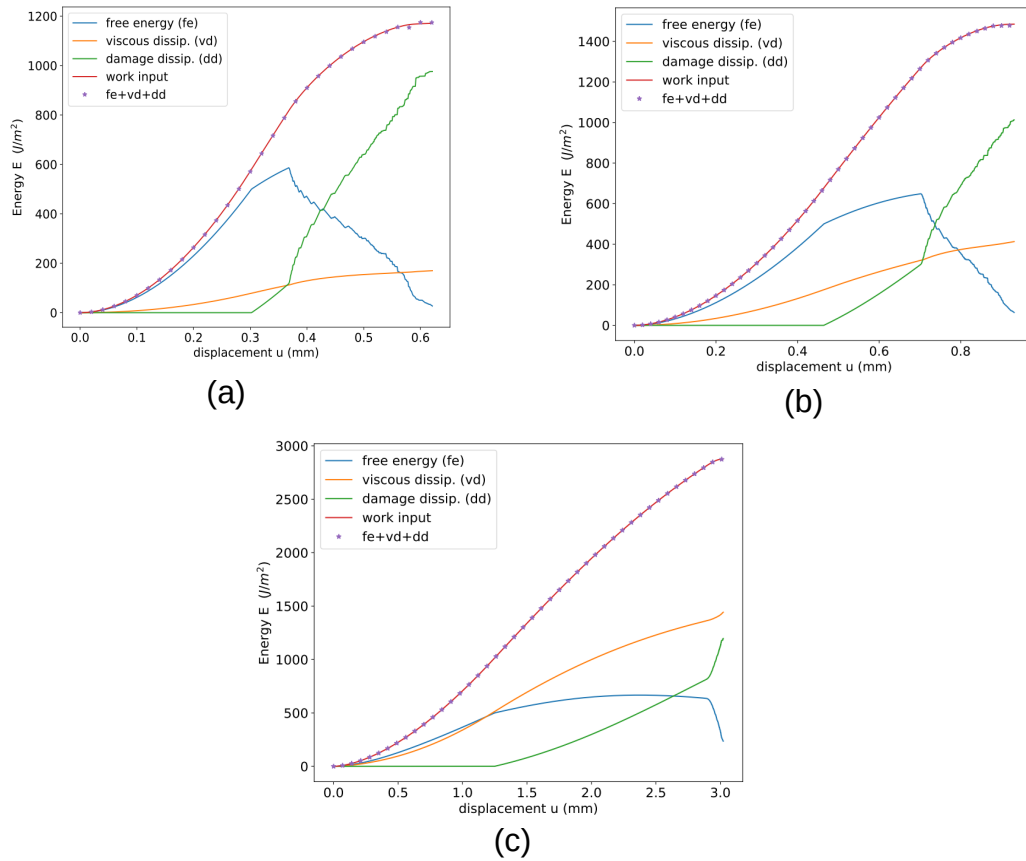 1200
1000
800
600
400
200
0
Energy E (J/m²)
free energy (fe)
viscous dissip. (vd)
damage dissip. (dd)
work input
fe+vd+dd
0.0 0.1 0.2 0.3 0.4 0.5 0.6
displacement u (mm)
(a)
1400
1200
1000
800
600
400
200
0
Energy E (J/m²)
free energy (fe)
viscous dissip. (vd)
damage dissip. (dd)
work input
fe+vd+dd
0.0 0.2 0.4 0.6 0.8
displacement u (mm)
(b)
3000
2500
2000
1500
1000
500
0
Energy E (J/m²)
free energy (fe)
viscous dissip. (vd)
damage dissip. (dd)
work input
fe+vd+dd
0.0 0.5 1.0 1.5 2.0 2.5 3.0
displacement u (mm)
(c)